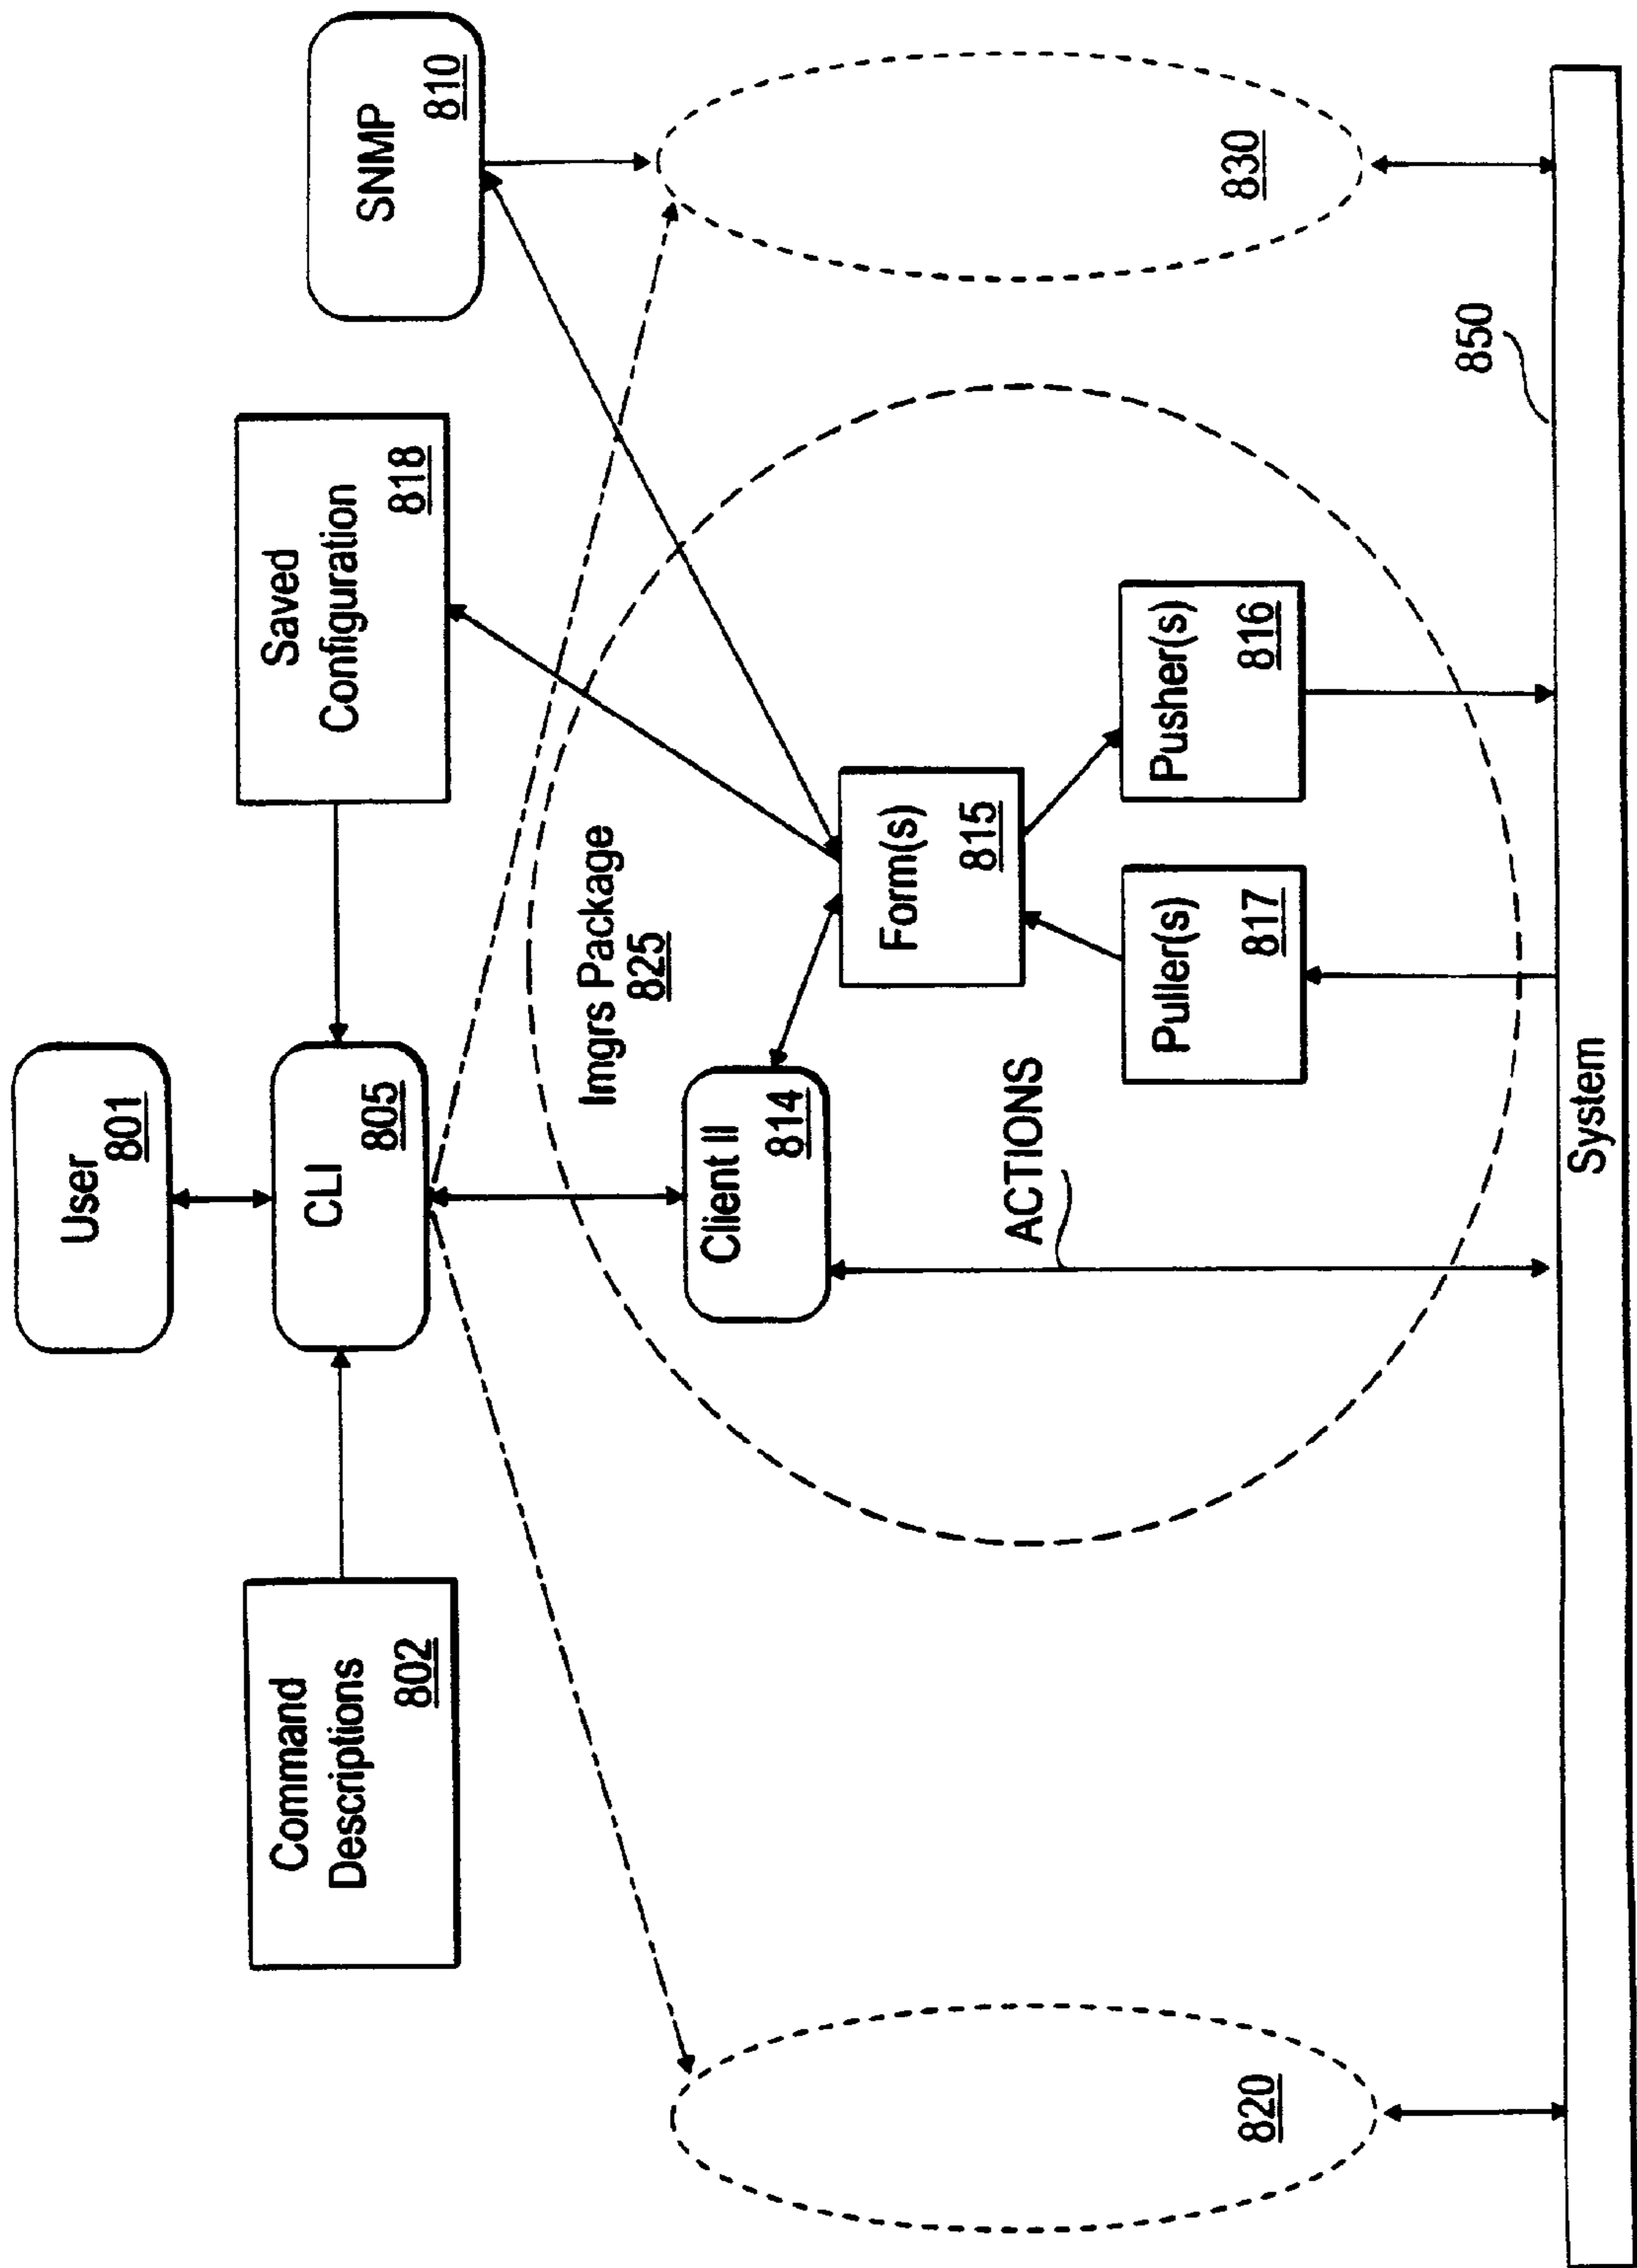 User
801
Command
Descriptions
802
CLI
805
Saved
Configuration
818
SNMP
810
Imgrs Package
825
Client II
814
Form(s)
815
ACTIONS
Puller(s)
817
Pusher(s)
816
820
830
850
System